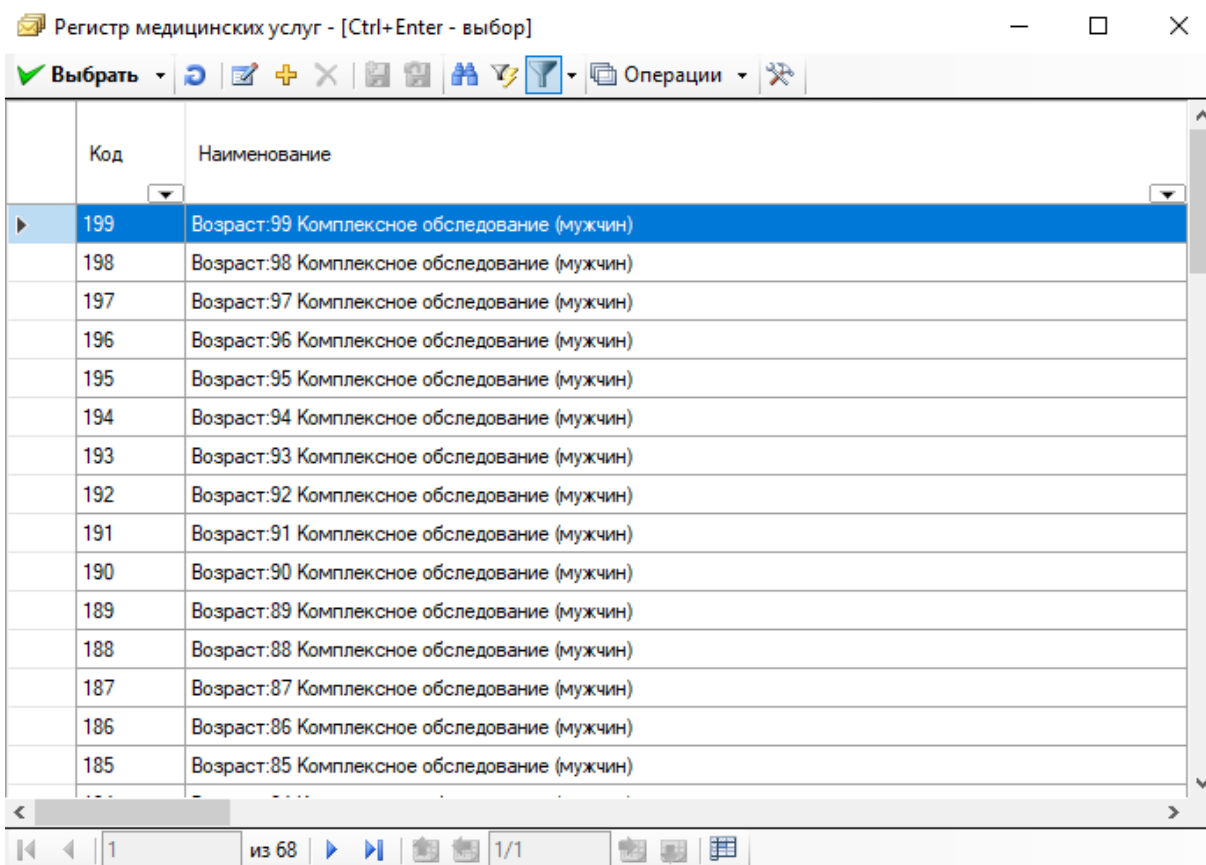 Регистр медицинских услуг - [Ctrl+Enter - выбор]
Выбрать Операции
Код Наименование
199 Возраст:99 Комплексное обследование (мужчин)
198 Возраст:98 Комплексное обследование (мужчин)
197 Возраст:97 Комплексное обследование (мужчин)
196 Возраст:96 Комплексное обследование (мужчин)
195 Возраст:95 Комплексное обследование (мужчин)
194 Возраст:94 Комплексное обследование (мужчин)
193 Возраст:93 Комплексное обследование (мужчин)
192 Возраст:92 Комплексное обследование (мужчин)
191 Возраст:91 Комплексное обследование (мужчин)
190 Возраст:90 Комплексное обследование (мужчин)
189 Возраст:89 Комплексное обследование (мужчин)
188 Возраст:88 Комплексное обследование (мужчин)
187 Возраст:87 Комплексное обследование (мужчин)
186 Возраст:86 Комплексное обследование (мужчин)
185 Возраст:85 Комплексное обследование (мужчин)
1 из 68 1/1